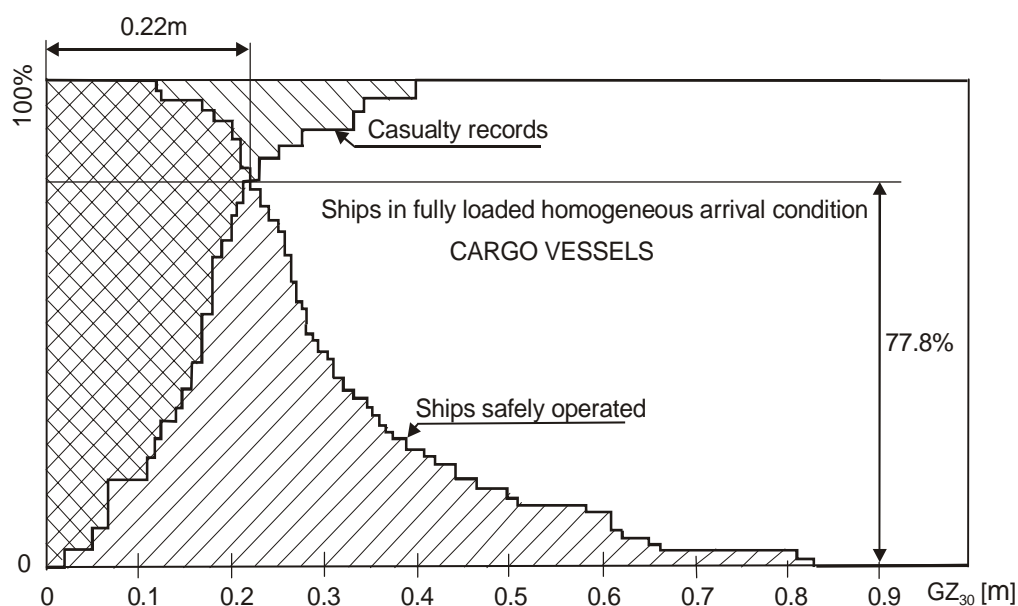 0.22m
100%
Casualty records
Ships in fully loaded homogeneous arrival condition
CARGO VESSELS
77.8%
Ships safely operated
0
0 0.1 0.2 0.3 0.4 0.5 0.6 0.7 0.8 0.9 GZ30 [m]